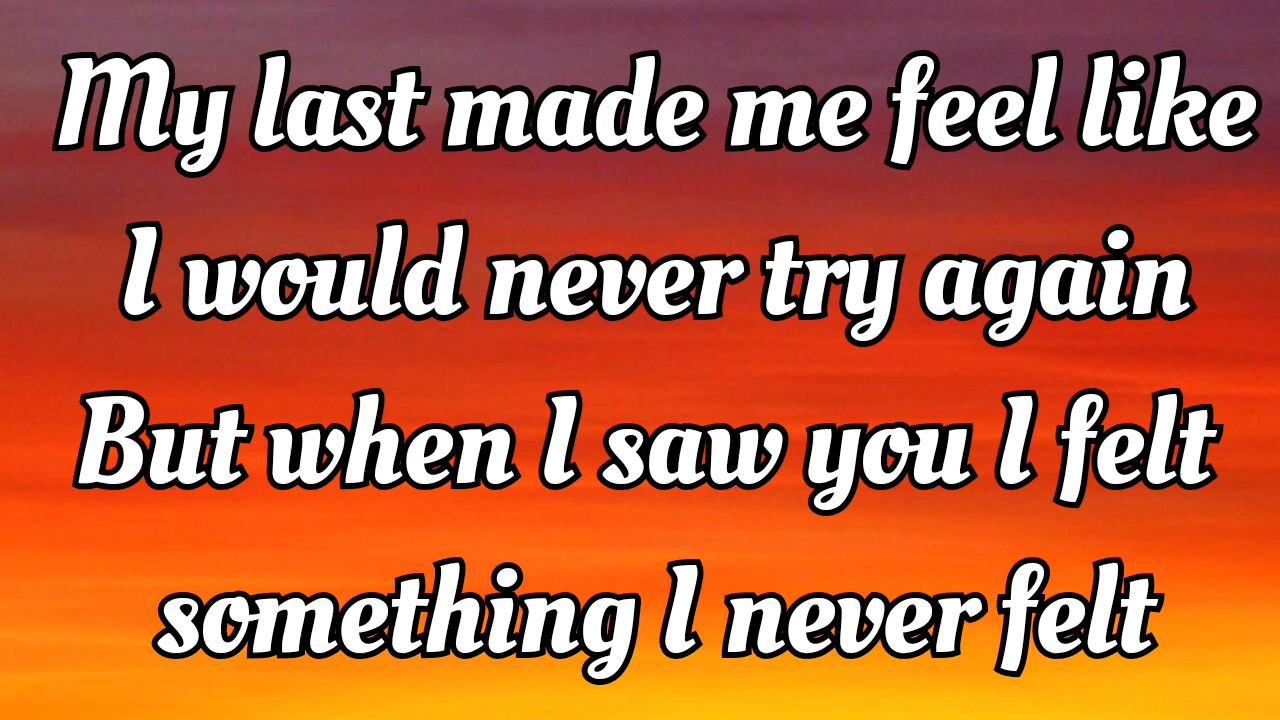 My last made me feel like
I would never try again
But when I saw you I felt
something I never felt